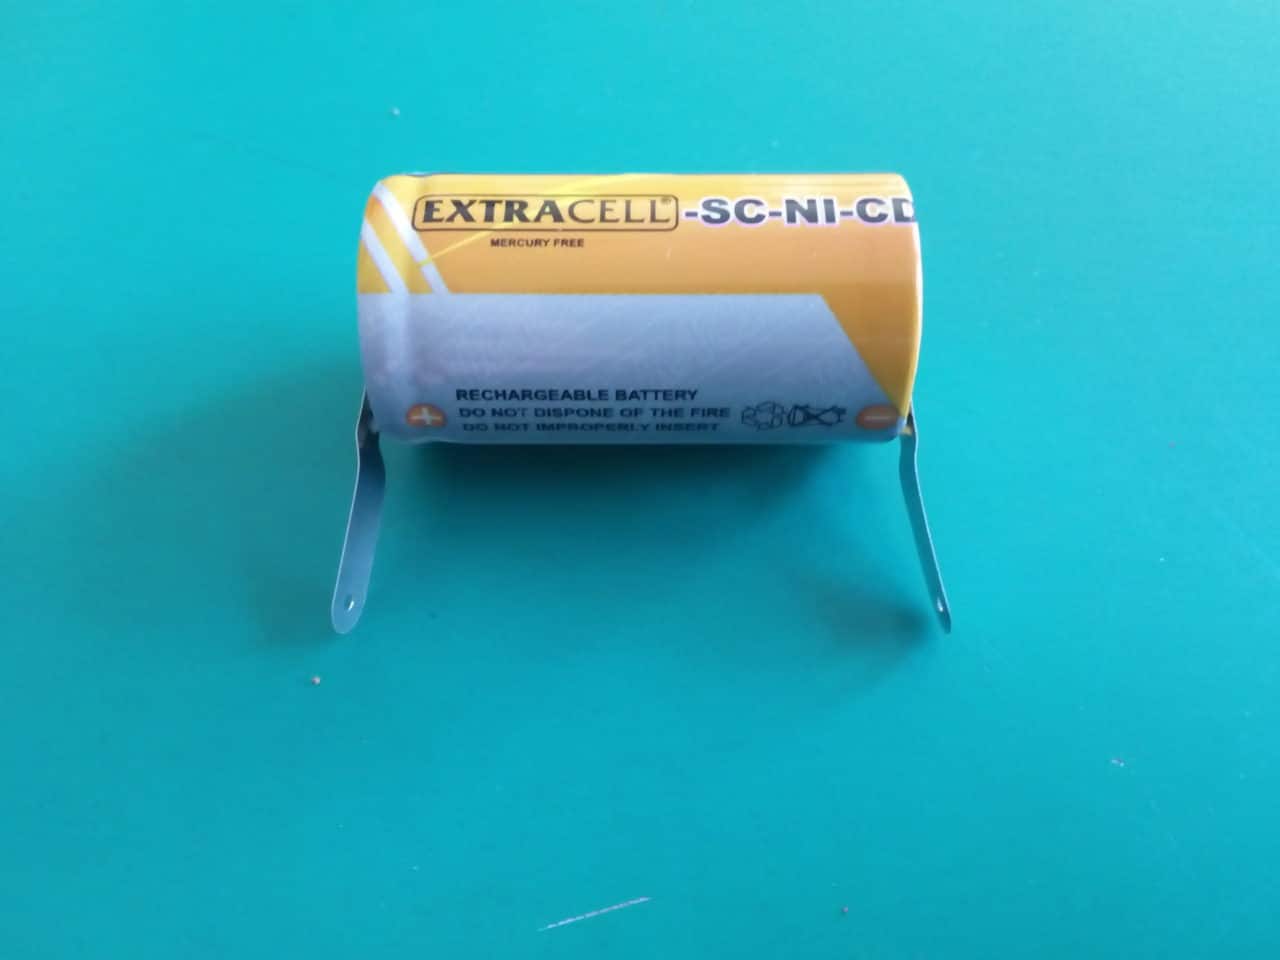 EXTRACELL®-SC-NI-CD
MERCURY FREE
RECHARGEABLE BATTERY
DO NOT DISPONE OF THE FIRE
DO NOT IMPROPERLY INSERT